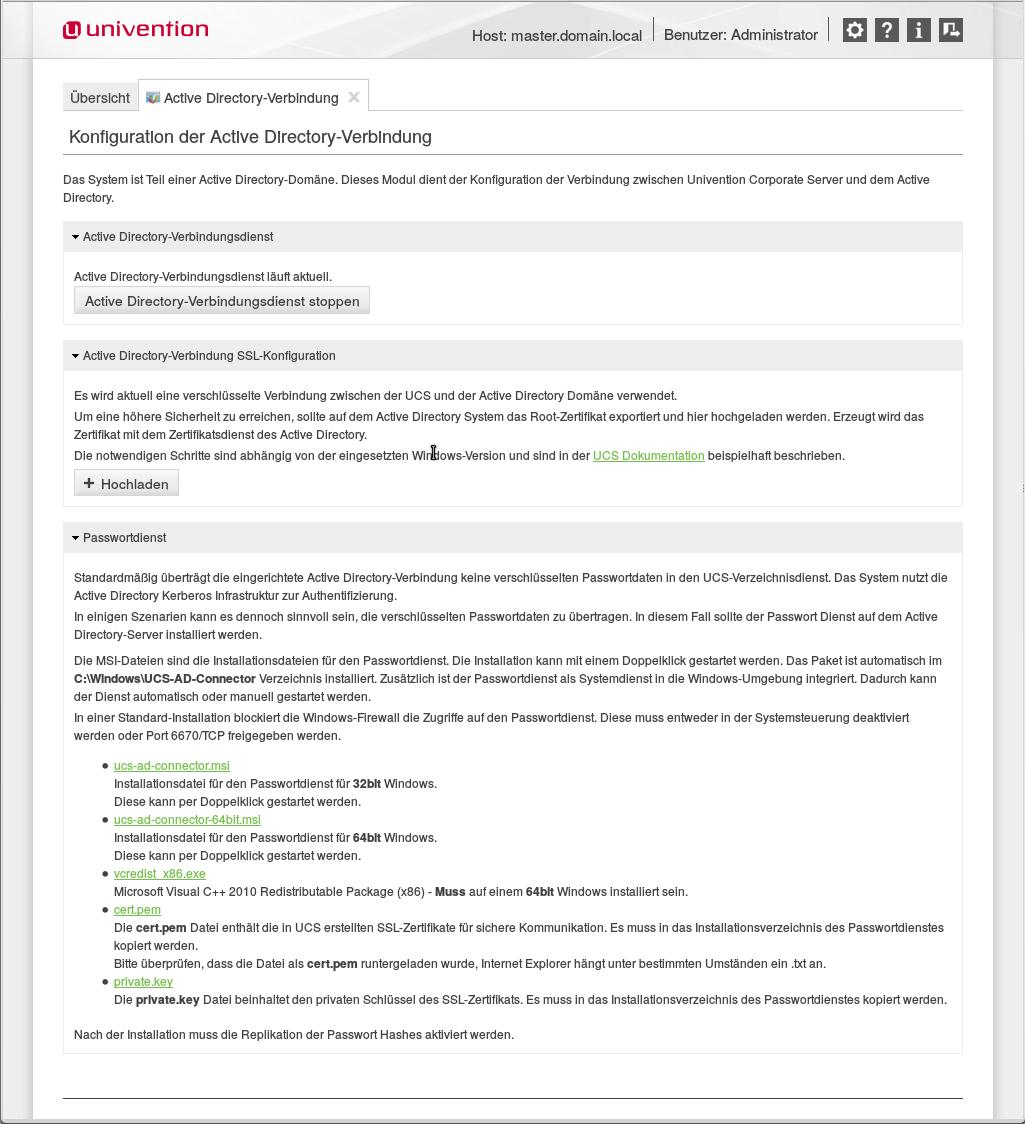 univention
Host: master.domain.local
Benutzer: Administrator
Übersicht
Active Directory-Verbindung
Konfiguration der Active Directory-Verbindung
Das System ist Teil einer Active Directory-Domäne. Dieses Modul dient der Konfiguration der Verbindung zwischen Univention Corporate Server und dem Active
Directory.
Active Directory-Verbindungsdienst
Active Directory-Verbindungsdienst läuft aktuell.
Active Directory-Verbindungsdienst stoppen
Active Directory-Verbindung SSL-Konfiguration
Es wird aktuell eine verschlüsselte Verbindung zwischen der UCS und der Active Directory Domäne verwendet.
Um eine höhere Sicherheit zu erreichen, sollte auf dem Active Directory System das Root-Zertifikat exportiert und hier hochgeladen werden. Erzeugt wird das
Zertifikat mit dem Zertifikatsdienst des Active Directory.
Die notwendigen Schritte sind abhängig von der eingesetzten Windows-Version und sind in der UCS Dokumentation beispielhaft beschrieben.
+ Hochladen
Passwortdienst
Standardmäßig überträgt die eingerichtete Active Directory-Verbindung keine verschlüsselten Passwortdaten in den UCS-Verzeichnisdienst. Das System nutzt die
Active Directory Kerberos Infrastruktur zur Authentifizierung.
In einigen Szenarien kann es dennoch sinnvoll sein, die verschlüsselten Passwortdaten zu übertragen. In diesem Fall sollte der Passwort Dienst auf dem Active
Directory-Server installiert werden.
Die MSI-Dateien sind die Installationsdateien für den Passwortdienst. Die Installation kann mit einem Doppelklick gestartet werden. Das Paket ist automatisch im
C:\Windows\UCS-AD-Connector Verzeichnis installiert. Zusätzlich ist der Passwortdienst als Systemdienst in die Windows-Umgebung integriert. Dadurch kann
der Dienst automatisch oder manuell gestartet werden.
In einer Standard-Installation blockiert die Windows-Firewall die Zugriffe auf den Passwortdienst. Diese muss entweder in der Systemsteuerung deaktiviert
werden oder Port 6670/TCP freigegeben werden.
• ucs-ad-connector.msi
Installationsdatei für den Passwortdienst für 32bit Windows.
Diese kann per Doppelklick gestartet werden.
• ucs-ad-connector-64bit.msi
Installationsdatei für den Passwortdienst für 64bit Windows.
Diese kann per Doppelklick gestartet werden.
• vcredist_x86.exe
Microsoft Visual C++ 2010 Redistributable Package (x86) - Muss auf einem 64bit Windows installiert sein.
• cert.pem
Die cert.pem Datei enthält die in UCS erstellten SSL-Zertifikate für sichere Kommunikation. Es muss in das Installationsverzeichnis des Passwortdienstes
kopiert werden.
Bitte überprüfen, dass die Datei als cert.pem runtergeladen wurde, Internet Explorer hängt unter bestimmten Umständen ein .txt an.
• private.key
Die private.key Datei beinhaltet den privaten Schlüssel des SSL-Zertifikats. Es muss in das Installationsverzeichnis des Passwortdienstes kopiert werden.
Nach der Installation muss die Replikation der Passwort Hashes aktiviert werden.